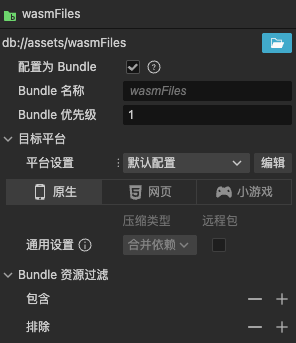 wasmFiles
db://assets/wasmFiles
配置为 Bundle
Bundle 名称 wasmFiles
Bundle 优先级 1
目标平台
平台设置 默认配置 编辑
原生 网页 小游戏
压缩类型 远程包
通用设置 合并依赖
Bundle 资源过滤
包含
排除